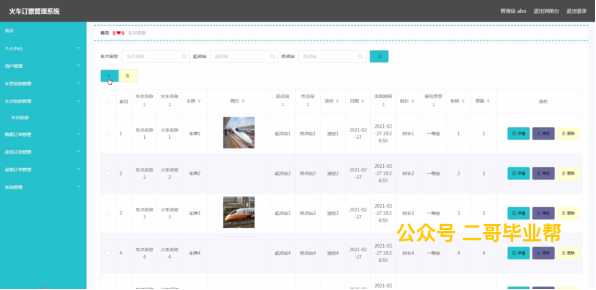 火车订票管理系统
管理员 abo 退出到前台 退出登录
首页
个人中心
用户管理
车票信息管理
车次信息管理
车次信息
购票订单管理
改签订单管理
退票订单管理
系统管理
首页 车次信息
车次名称 车次名称 起点站 起点站 终点站 终点站
索引 车次名称 火车名称 车牌 图片 起点站 终点站 途经 日期 出发时间 时长 座位类型 价格 票数 操作
1 车次名称1 火车名称1 车牌1 起点站1 终点站1 途经1 2021-02-27 2021-02-27 19:26:50 时长1 一等座 1 1 详情 修改 删除
2 车次名称2 火车名称2 车牌2 起点站2 终点站2 途经2 2021-02-27 2021-02-27 19:26:50 时长2 一等座 2 2 详情 修改 删除
3 车次名称3 火车名称3 车牌3 起点站3 终点站3 途经3 2021-02-27 2021-02-27 19:26:50 时长3 一等座 3 3 详情 修改 删除
4 车次名称4 火车名称4 车牌4 起点站4 终点站4 途经4 2021-02-27 2021-02-27 19:26:50 时长4 一等座 4 4 详情 修改 删除
公众号 二哥毕业帮